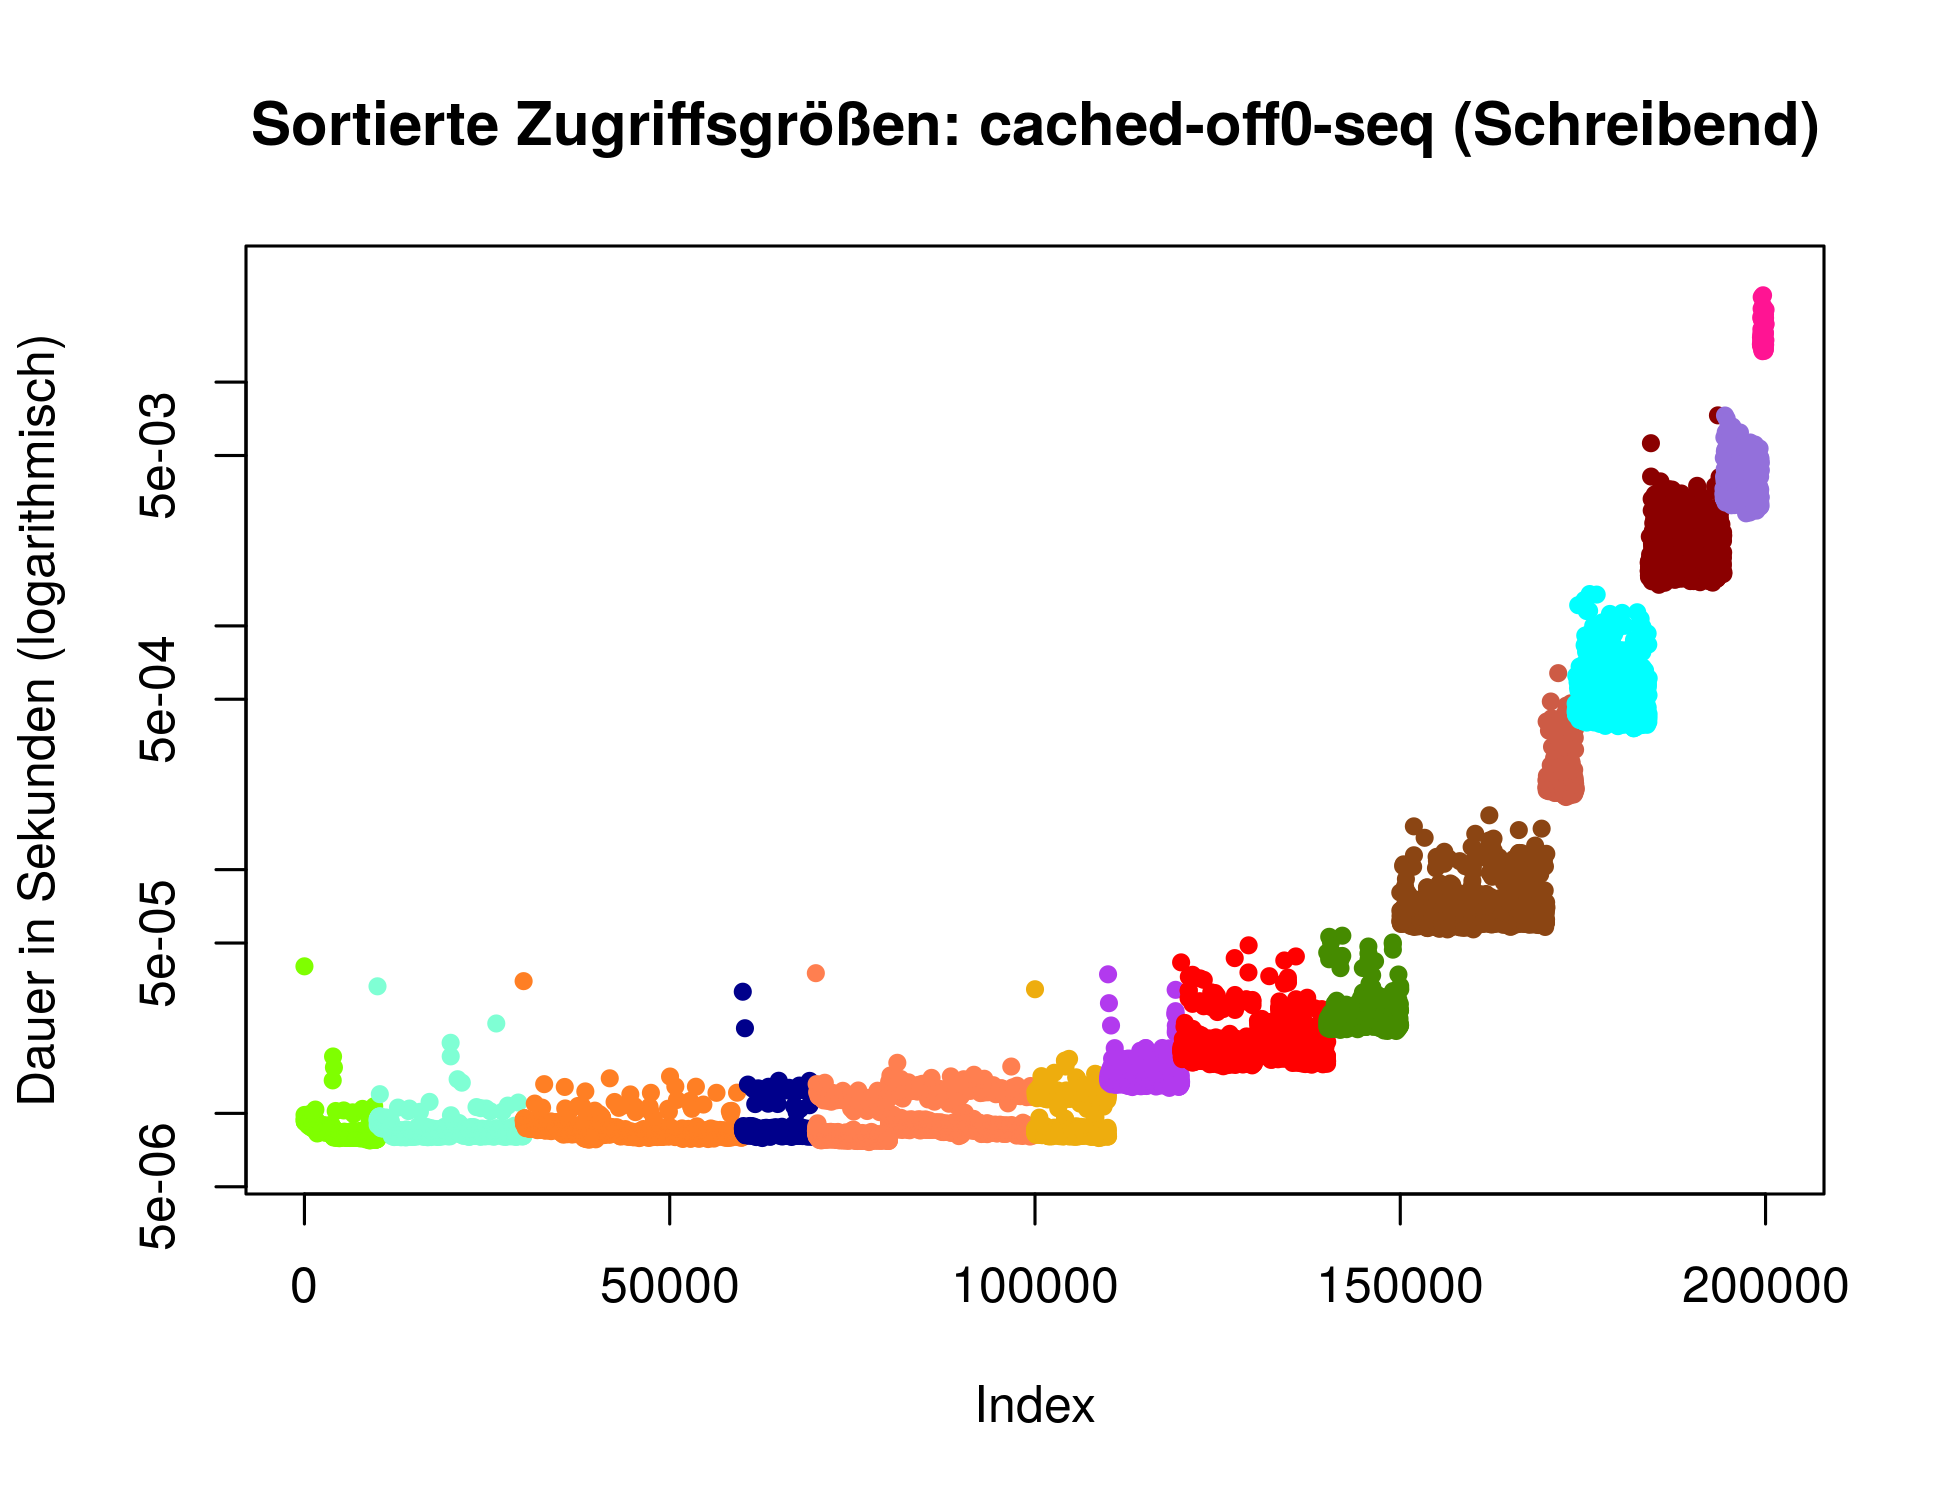 Sortierte Zugriffsgrößen: cached-off0-seq (Schreibend)
Dauer in Sekunden (logarithmisch)
5e-03
5e-04
5e-05
5e-06
0 50000 100000 150000 200000
Index